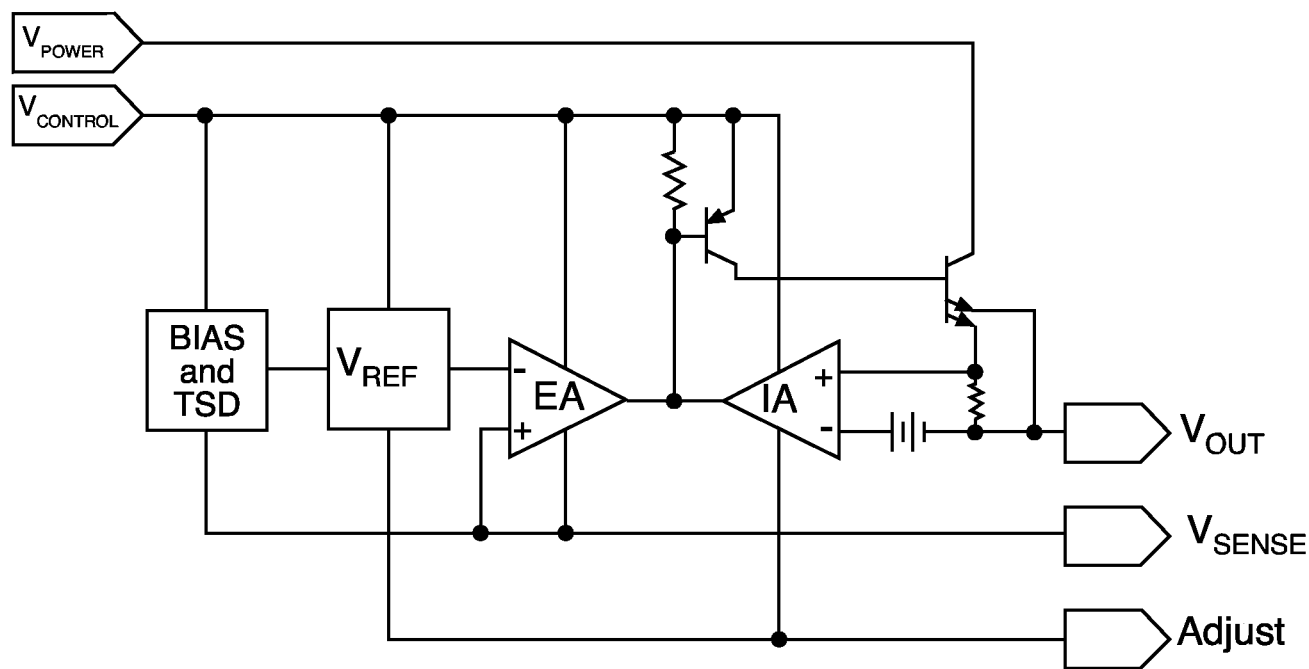 VPOWER
VCONTROL
BIAS
and
TSD
VREF
-
EA
+
IA
+
-
VOUT
VSENSE
Adjust